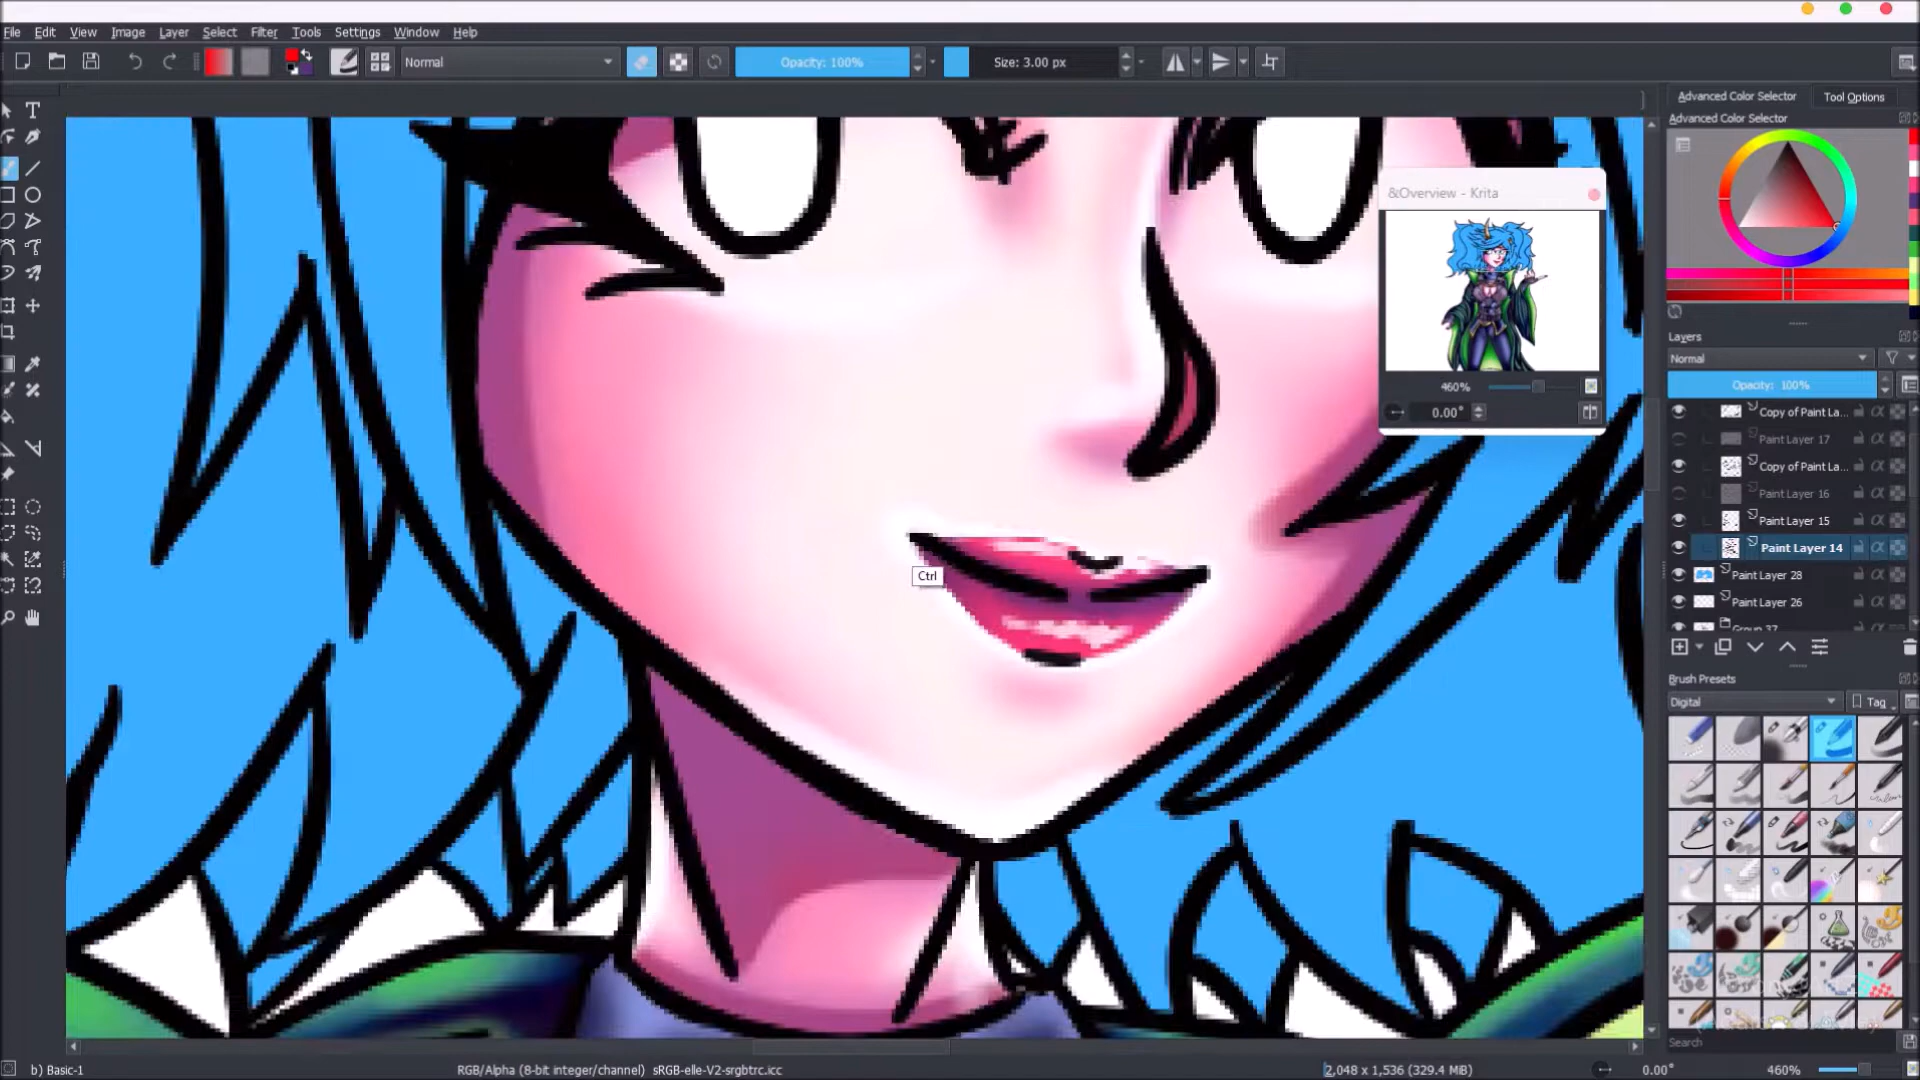 File Edit View Image Layer Select Filter Tools Settings Window Help
Normal Opacity: 100% Size: 3.00 px
Advanced Color Selector Tool Options
Advanced Color Selector
&Overview - Krita
460%
0.00°
Ctrl
Layers
Normal
Opacity: 100%
Copy of Paint La...
Paint Layer 17
Copy of Paint La...
Paint Layer 16
Paint Layer 15
Paint Layer 14
Paint Layer 28
Paint Layer 26
Group 37
Brush Presets
Digital Tag
Search
b) Basic-1 RGB/Alpha (8-bit integer/channel) sRGB-elle-V2-srgbtrc.icc 2,048 x 1,536 (329.4 MiB) 0.00° 460%